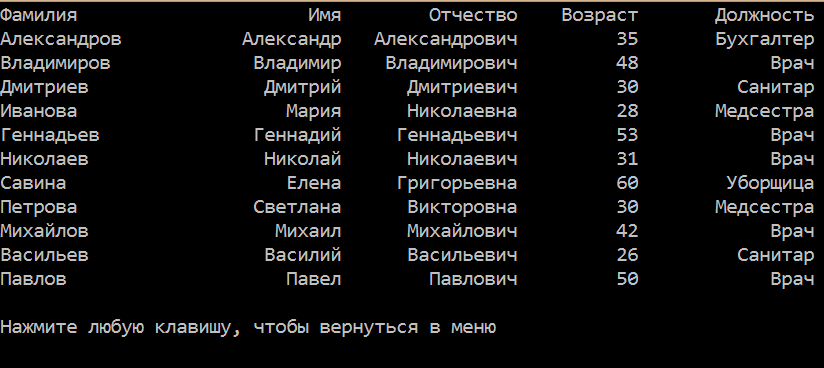 Фамилия Имя Отчество Возраст Должность
Александров Александр Александрович 35 Бухгалтер
Владимиров Владимир Владимирович 48 Врач
Дмитриев Дмитрий Дмитриевич 30 Санитар
Иванова Мария Николаевна 28 Медсестра
Геннадьев Геннадий Геннадьевич 53 Врач
Николаев Николай Николаевич 31 Врач
Савина Елена Григорьевна 60 Уборщица
Петрова Светлана Викторовна 30 Медсестра
Михайлов Михаил Михайлович 42 Врач
Васильев Василий Васильевич 26 Санитар
Павлов Павел Павлович 50 Врач
Нажмите любую клавишу, чтобы вернуться в меню